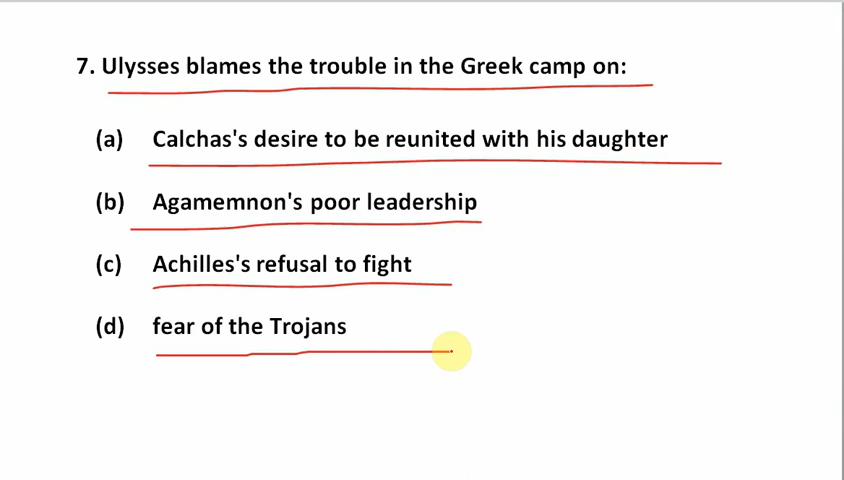 7. Ulysses blames the trouble in the Greek camp on:
(a) Calchas's desire to be reunited with his daughter
(b) Agamemnon's poor leadership
(c) Achilles's refusal to fight
(d) fear of the Trojans